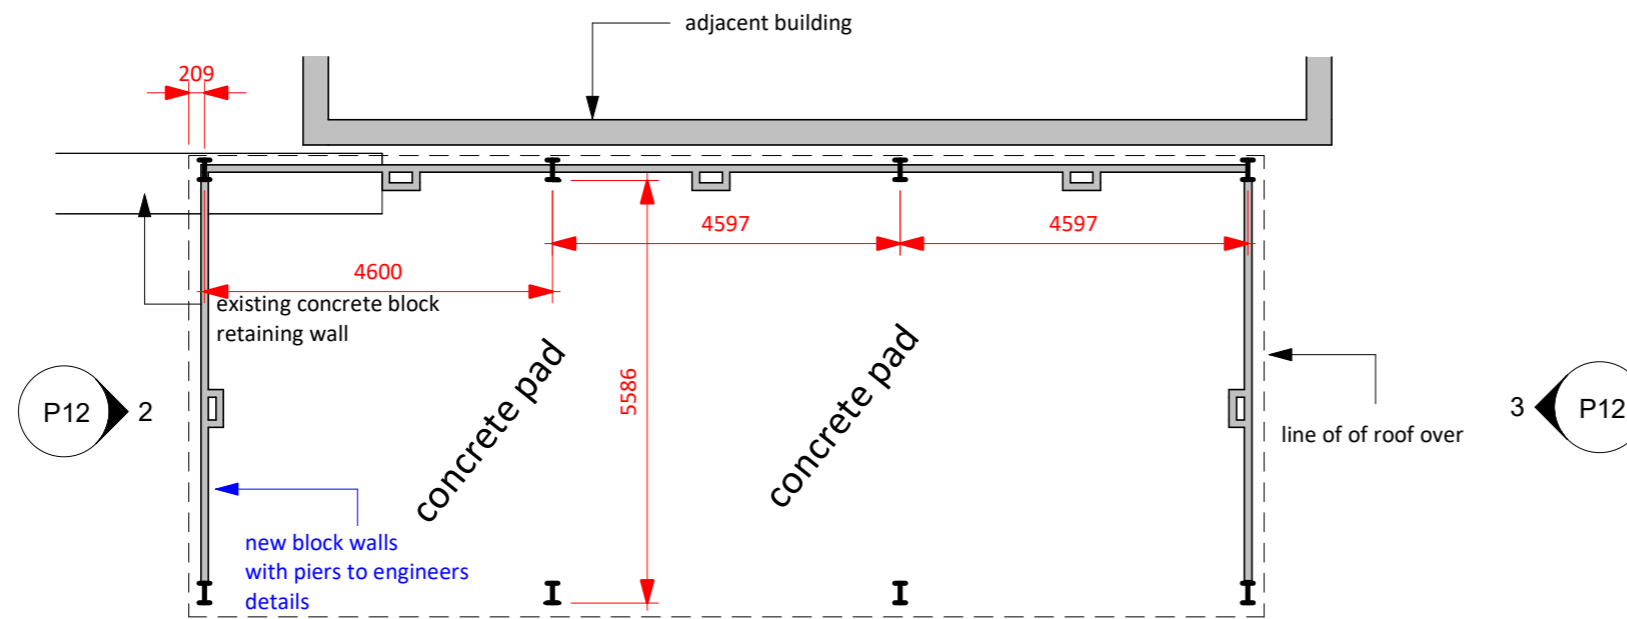 adjacent building
209
4597
4597
4600
existing concrete block
retaining wall
5586
concrete pad
concrete pad
P12
2
3
P12
line of of roof over
new block walls
with piers to engineers
details